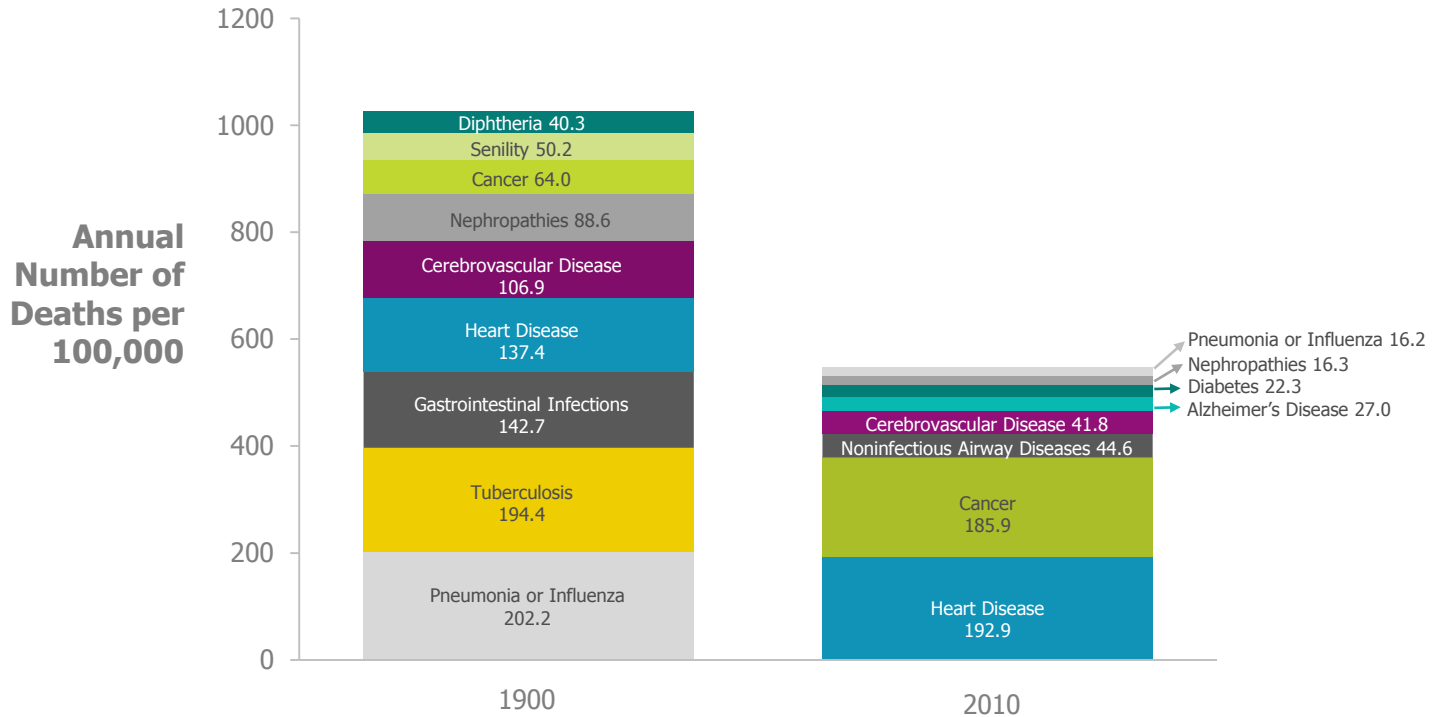 1200
1000
800
600
400
200
0
Annual
Number of
Deaths per
100,000
Diphtheria 40.3
Senility 50.2
Cancer 64.0
Nephropathies 88.6
Cerebrovascular Disease
106.9
Heart Disease
137.4
Gastrointestinal Infections
142.7
Tuberculosis
194.4
Pneumonia or Influenza
202.2
1900
Pneumonia or Influenza 16.2
Nephropathies 16.3
Diabetes 22.3
Alzheimer's Disease 27.0
Cerebrovascular Disease 41.8
Noninfectious Airway Diseases 44.6
Cancer
185.9
Heart Disease
192.9
2010